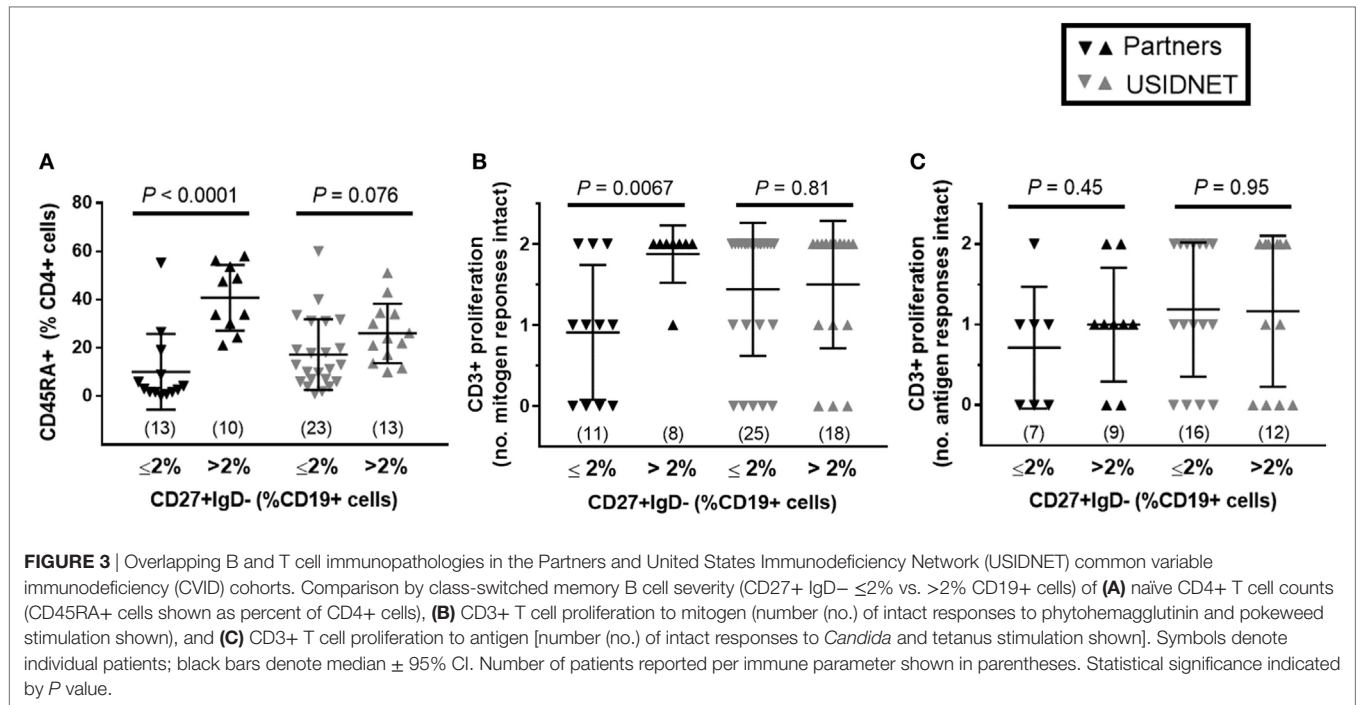 ▼▲ Partners
▼▲ USIDNET
A
P < 0.0001
P = 0.076
CD45RA+ (% CD4+ cells)
80
60
40
20
0
(13)
(10)
(23)
(13)
≤2%
>2%
≤2%
>2%
CD27+IgD- (%CD19+ cells)
B
P = 0.0067
P = 0.81
CD3+ proliferation
(no. mitogen reponses intact)
2
1
0
(11)
(8)
(25)
(18)
≤ 2%
> 2%
≤ 2%
> 2%
CD27+IgD- (%CD19+ cells)
C
P = 0.45
P = 0.95
CD3+ proliferation
(no. antigen responses intact)
2
1
0
(7)
(9)
(16)
(12)
≤2%
>2%
≤2%
>2%
CD27+IgD- (%CD19+ cells)
FIGURE 3 | Overlapping B and T cell immunopathologies in the Partners and United States Immunodeficiency Network (USIDNET) common variable
immunodeficiency (CVID) cohorts. Comparison by class-switched memory B cell severity (CD27+ IgD− ≤2% vs. >2% CD19+ cells) of (A) naïve CD4+ T cell counts
(CD45RA+ cells shown as percent of CD4+ cells), (B) CD3+ T cell proliferation to mitogen (number (no.) of intact responses to phytohemagglutinin and pokeweed
stimulation shown), and (C) CD3+ T cell proliferation to antigen [number (no.) of intact responses to Candida and tetanus stimulation shown]. Symbols denote
individual patients; black bars denote median ± 95% CI. Number of patients reported per immune parameter shown in parentheses. Statistical significance indicated
by P value.